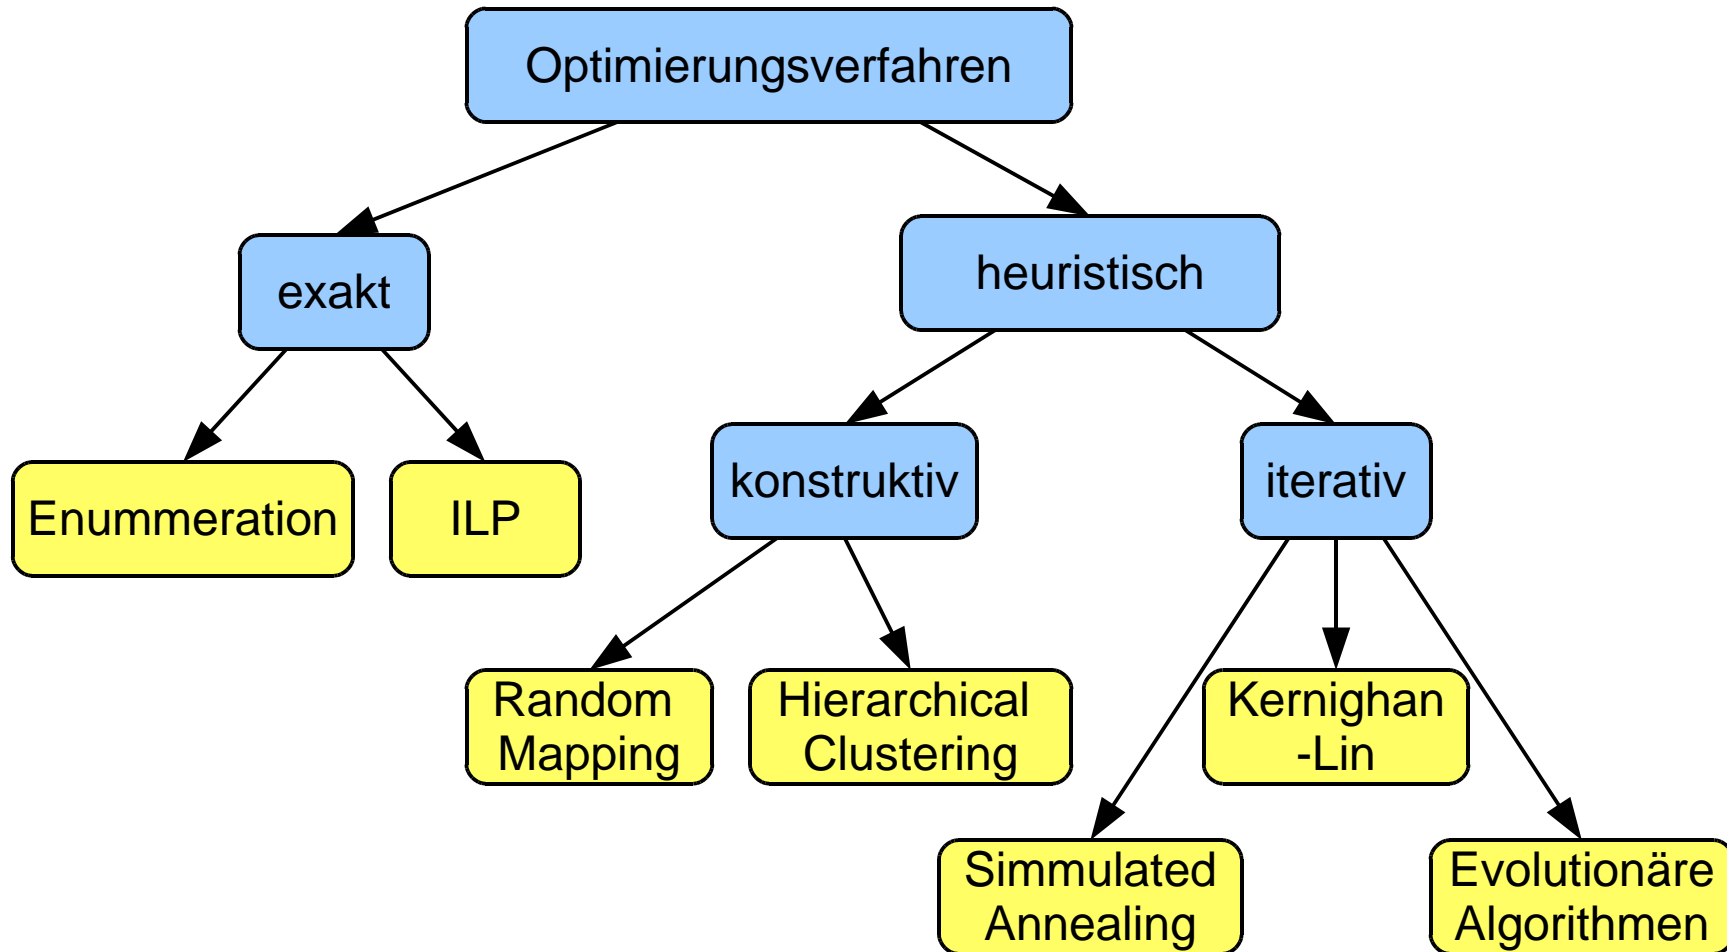 Optimierungsverfahren
exakt
heuristisch
Enummeration
ILP
konstruktiv
iterativ
Random
Mapping
Hierarchical
Clustering
Kernighan
-Lin
Simmulated
Annealing
Evolutionäre
Algorithmen